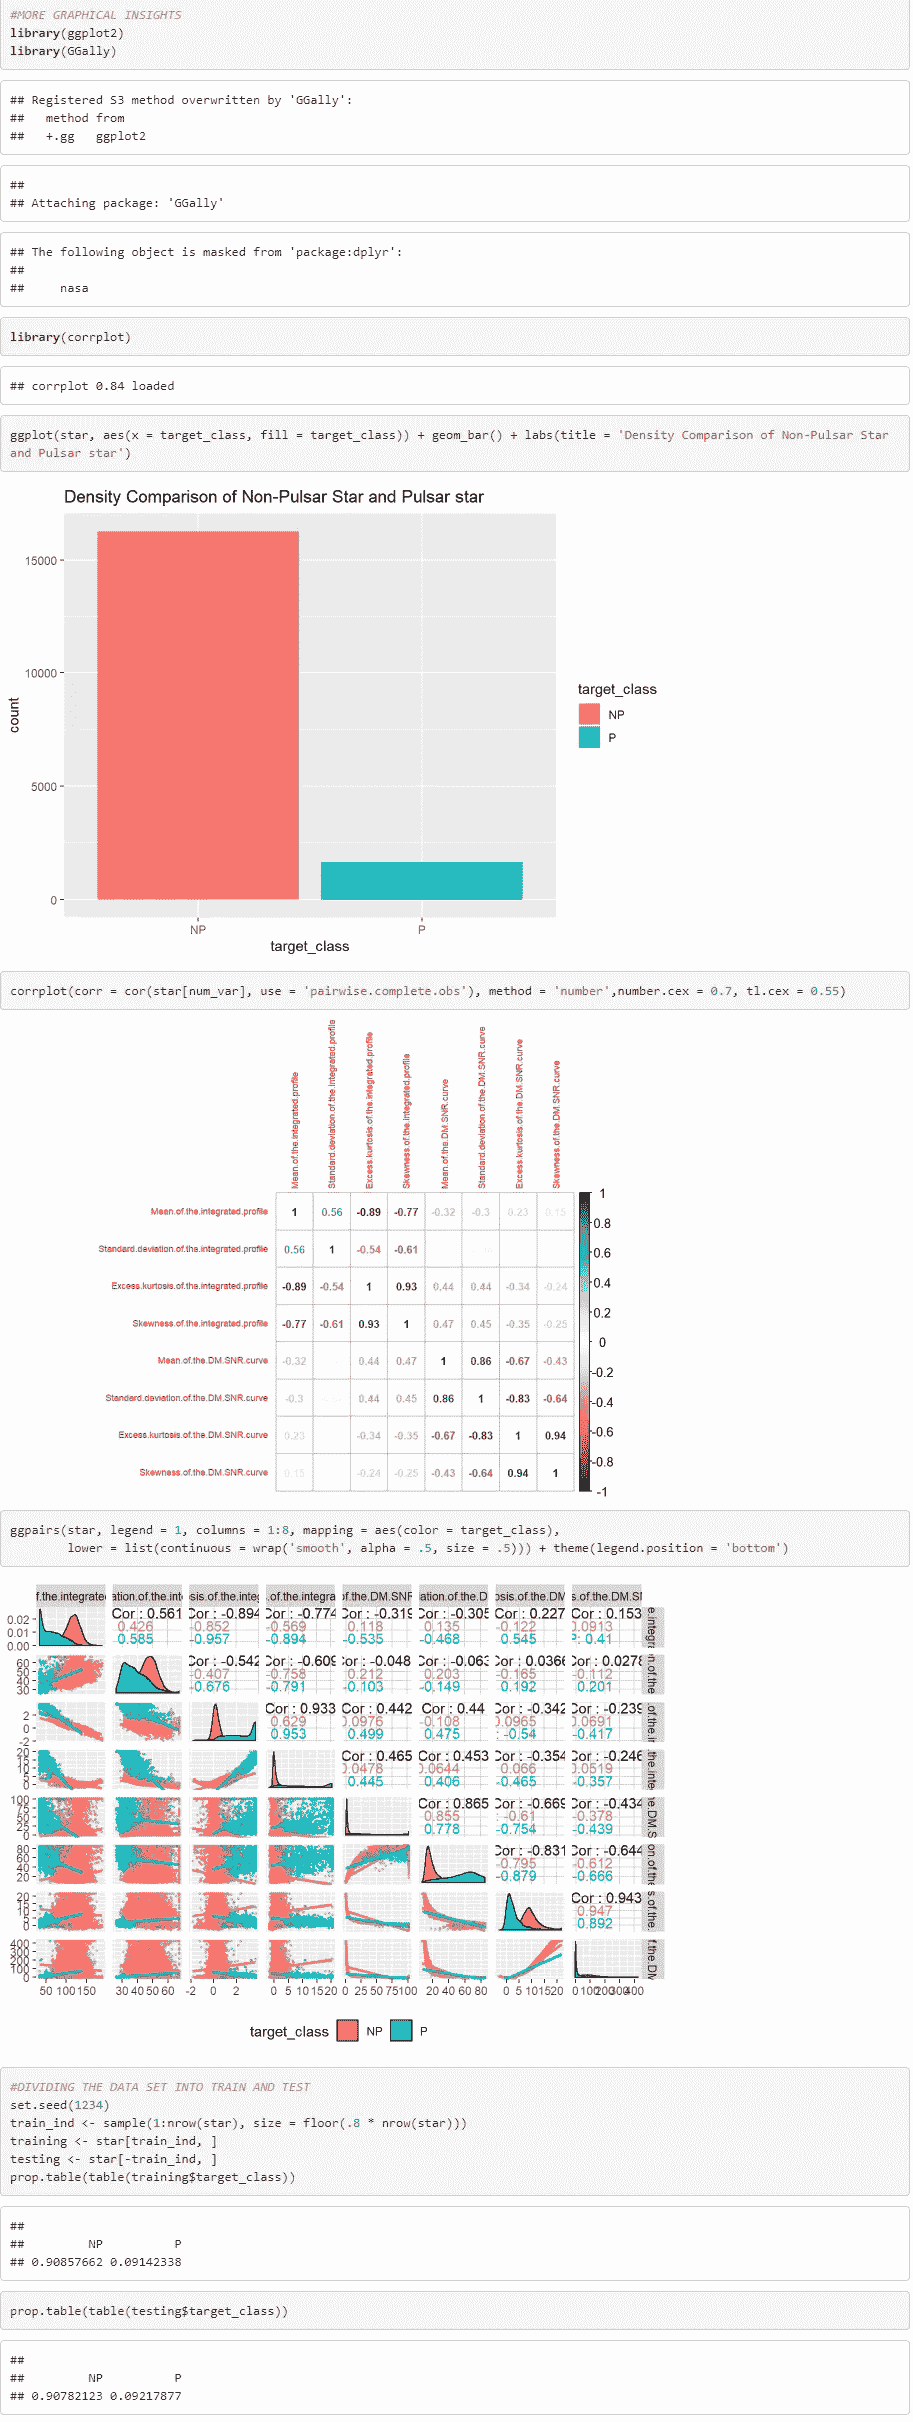 #MORE GRAPHICAL INSIGHTS
library(ggplot2)
library(GGally)
## Registered S3 method overwritten by 'GGally':
##   method from
##   +.gg   ggplot2
##
## Attaching package: 'GGally'
## The following object is masked from 'package:dplyr':
##
##     nasa
library(corrplot)
## corrplot 0.84 loaded
ggplot(star, aes(x = target_class, fill = target_class)) + geom_bar() + labs(title = 'Density Comparison of Non-Pulsar Star
and Pulsar star')
Density Comparison of Non-Pulsar Star and Pulsar star
15000
10000
5000
0
count
NP P
target_class
target_class
NP
P
corrplot(corr = cor(star[num_var], use = 'pairwise.complete.obs'), method = 'number',number.cex = 0.7, tl.cex = 0.55)
Mean.of.the.integrated.profile
Standard.deviation.of.the.integrated.profile
Excess.kurtosis.of.the.integrated.profile
Skewness.of.the.integrated.profile
Mean.of.the.DM.SNR.curve
Standard.deviation.of.the.DM.SNR.curve
Excess.kurtosis.of.the.DM.SNR.curve
Skewness.of.the.DM.SNR.curve
Mean.of.the.integrated.profile 1 0.56 -0.89 -0.77 -0.32 -0.3 0.23 0.15
Standard.deviation.of.the.integrated.profile 0.56 1 -0.54 -0.61
Excess.kurtosis.of.the.integrated.profile -0.89 -0.54 1 0.93 0.44 0.44 -0.34 -0.24
Skewness.of.the.integrated.profile -0.77 -0.61 0.93 1 0.47 0.45 -0.35 -0.25
Mean.of.the.DM.SNR.curve -0.32 0.44 0.47 1 0.86 -0.67 -0.43
Standard.deviation.of.the.DM.SNR.curve -0.3 0.44 0.45 0.86 1 -0.83 -0.64
Excess.kurtosis.of.the.DM.SNR.curve 0.23 -0.34 -0.35 -0.67 -0.83 1 0.94
Skewness.of.the.DM.SNR.curve 0.15 -0.24 -0.25 -0.43 -0.64 0.94 1
1
0.8
0.6
0.4
0.2
0
-0.2
-0.4
-0.6
-0.8
-1
ggpairs(star, legend = 1, columns = 1:8, mapping = aes(color = target_class),
        lower = list(continuous = wrap('smooth', alpha = .5, size = .5))) + theme(legend.position = 'bottom')
f.the.integrate ation.of.the.inte sis.of.the.integ .of.the.integra of.the.DM.SNR ation.of.the.D osis.of.the.DM s.of.the.DM.SN
Cor : 0.561 Cor : -0.894 Cor : -0.774 Cor : -0.319 Cor : -0.305 Cor : 0.227 Cor : 0.153
0.426 -0.852 -0.569 0.118 0.135 -0.122 0.0913
0.585 -0.957 -0.894 -0.535 -0.468 0.545 P: 0.41
Cor : -0.542 Cor : -0.609 Cor : -0.048 Cor : -0.063 Cor : 0.0366 Cor : 0.0278
-0.407 -0.758 0.212 0.203 -0.165 -0.112
-0.676 -0.791 -0.103 -0.149 0.192 0.201
Cor : 0.933 Cor : 0.442 Cor : 0.44 Cor : -0.342 Cor : -0.239
0.629 0.0976 -0.108 0.0965 0.0691
0.953 0.499 0.475 : -0.54 -0.417
Cor : 0.465 Cor : 0.453 Cor : -0.354 Cor : -0.246
0.0478 0.0644 0.066 0.0519
0.445 0.406 -0.465 -0.357
Cor : 0.865 Cor : -0.669 Cor : -0.434
0.855 -0.61 -0.378
0.778 -0.754 -0.439
Cor : -0.831 Cor : -0.644
-0.795 -0.612
-0.879 -0.666
Cor : 0.943
0.947
0.892
0.02
0.01
0.00
60
50
40
30
2
0
-2
20
15
10
5
0
100
75
50
25
0
80
60
40
20
20
15
10
5
0
400
300
200
100
0
50 100 150 30 40 50 60 -2 0 2 0 5 10 15 20 0 25 50 75 100 20 40 60 80 0 5 10 15 20 0 100 200 300 400
target_class NP P
#DIVIDING THE DATA SET INTO TRAIN AND TEST
set.seed(1234)
train_ind <- sample(1:nrow(star), size = floor(.8 * nrow(star)))
training <- star[train_ind, ]
testing <- star[-train_ind, ]
prop.table(table(training$target_class))
##
##         NP          P
## 0.90857662 0.09142338
prop.table(table(testing$target_class))
##
##         NP          P
## 0.90782123 0.09217877